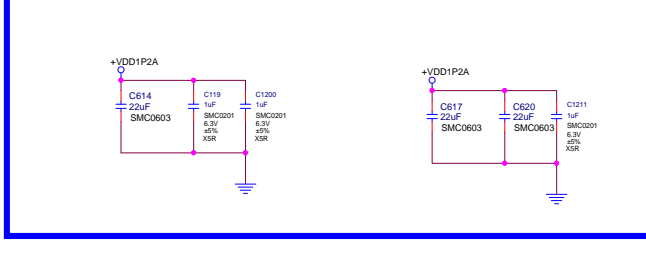 +VDD1P2A
C614
22uF
SMC0603
C119
1uF
SMC0201
6.3V
±5%
X5R
C1200
1uF
SMC0201
6.3V
±5%
X5R
+VDD1P2A
C617
22uF
SMC0603
C620
22uF
SMC0603
C1211
1uF
SMC0201
6.3V
±5%
X5R